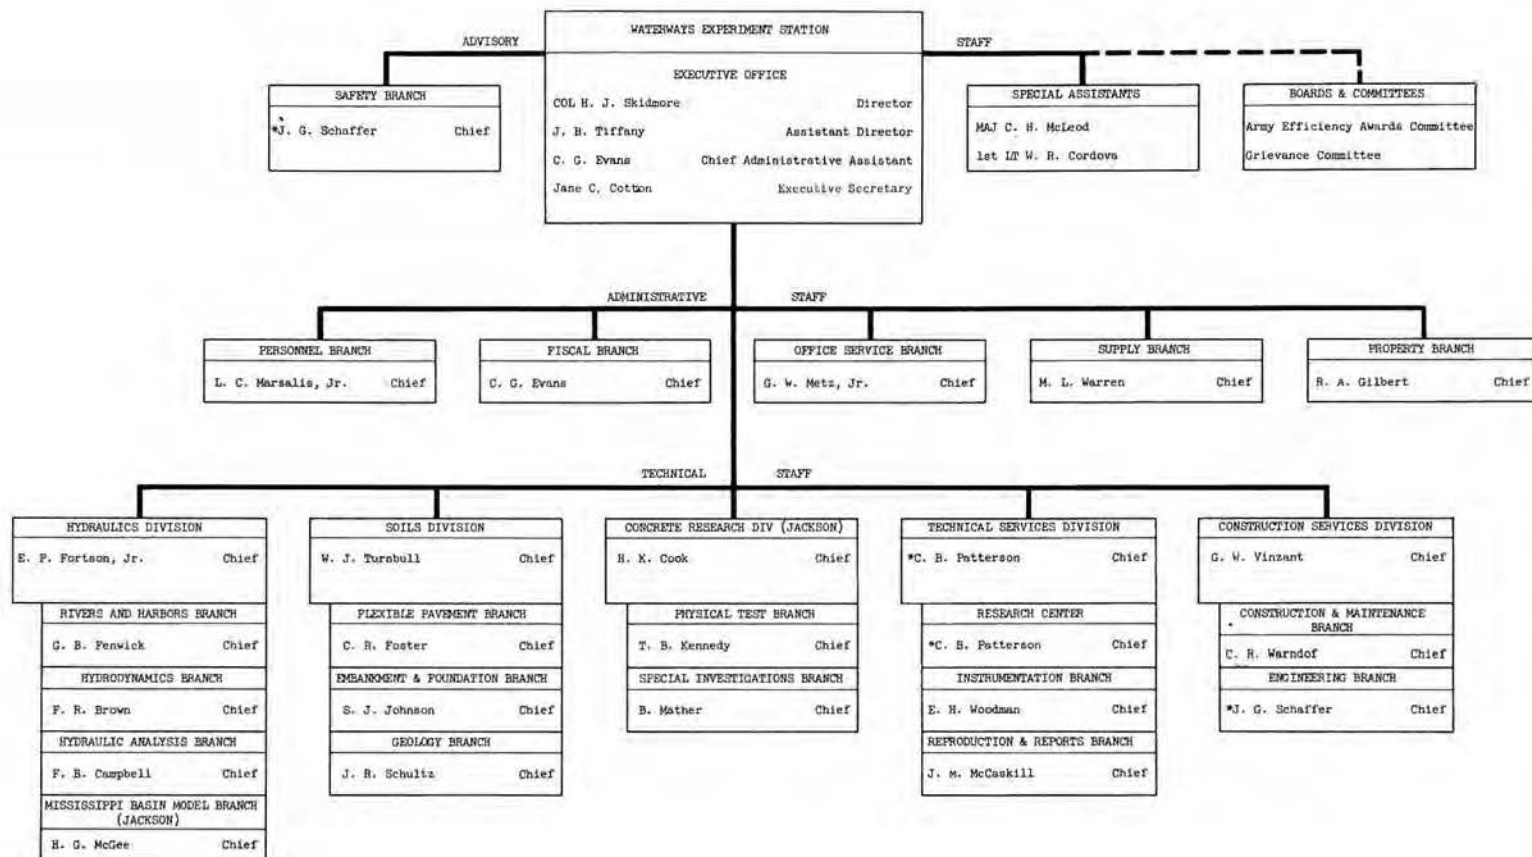 WATERWAYS EXPERIMENT STATION
ADVISORY
STAFF
EXECUTIVE OFFICE
COL H. J. Skidmore Director
J. B. Tiffany Assistant Director
C. G. Evans Chief Administrative Assistant
Jane C. Cotton Executive Secretary
SAFETY BRANCH
*J. G. Schaffer Chief
SPECIAL ASSISTANTS
MAJ C. H. McLeod
1st LT W. R. Cordova
BOARDS & COMMITTEES
Army Efficiency Awards Committee
Grievance Committee
ADMINISTRATIVE STAFF
PERSONNEL BRANCH
L. C. Marsalis, Jr. Chief
FISCAL BRANCH
C. G. Evans Chief
OFFICE SERVICE BRANCH
G. W. Metz, Jr. Chief
SUPPLY BRANCH
M. L. Warren Chief
PROPERTY BRANCH
R. A. Gilbert Chief
TECHNICAL STAFF
HYDRAULICS DIVISION
E. P. Fortson, Jr. Chief
RIVERS AND HARBORS BRANCH
G. B. Fenwick Chief
HYDRODYNAMICS BRANCH
F. R. Brown Chief
HYDRAULIC ANALYSIS BRANCH
F. B. Campbell Chief
MISSISSIPPI BASIN MODEL BRANCH
(JACKSON)
H. G. McGee Chief
SOILS DIVISION
W. J. Turnbull Chief
FLEXIBLE PAVEMENT BRANCH
C. R. Foster Chief
EMBANKMENT & FOUNDATION BRANCH
S. J. Johnson Chief
GEOLOGY BRANCH
J. R. Schultz Chief
CONCRETE RESEARCH DIV (JACKSON)
H. K. Cook Chief
PHYSICAL TEST BRANCH
T. B. Kennedy Chief
SPECIAL INVESTIGATIONS BRANCH
B. Mather Chief
TECHNICAL SERVICES DIVISION
*C. B. Patterson Chief
RESEARCH CENTER
*C. B. Patterson Chief
INSTRUMENTATION BRANCH
E. H. Woodman Chief
REPRODUCTION & REPORTS BRANCH
J. M. McCaskill Chief
CONSTRUCTION SERVICES DIVISION
G. W. Vinzant Chief
CONSTRUCTION & MAINTENANCE
BRANCH
C. R. Warndof Chief
ENGINEERING BRANCH
*J. G. Schaffer Chief